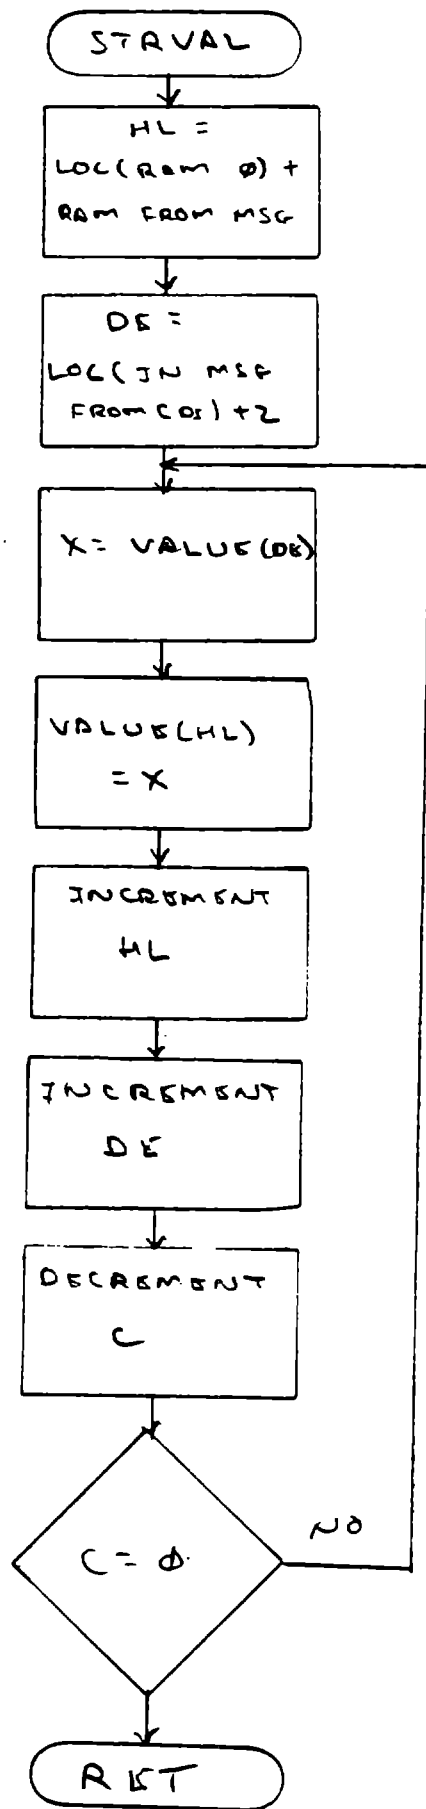 STRVAL
HL =
LOC(RAM Ø) +
RAM FROM MSG
DE =
LOC(IN MSG
FROM CDS) +2
X = VALUE(DE)
VALUE(HL)
= X
INCREMENT
HL
INCREMENT
DE
DECREMENT
C
C = Ø
NO
RET